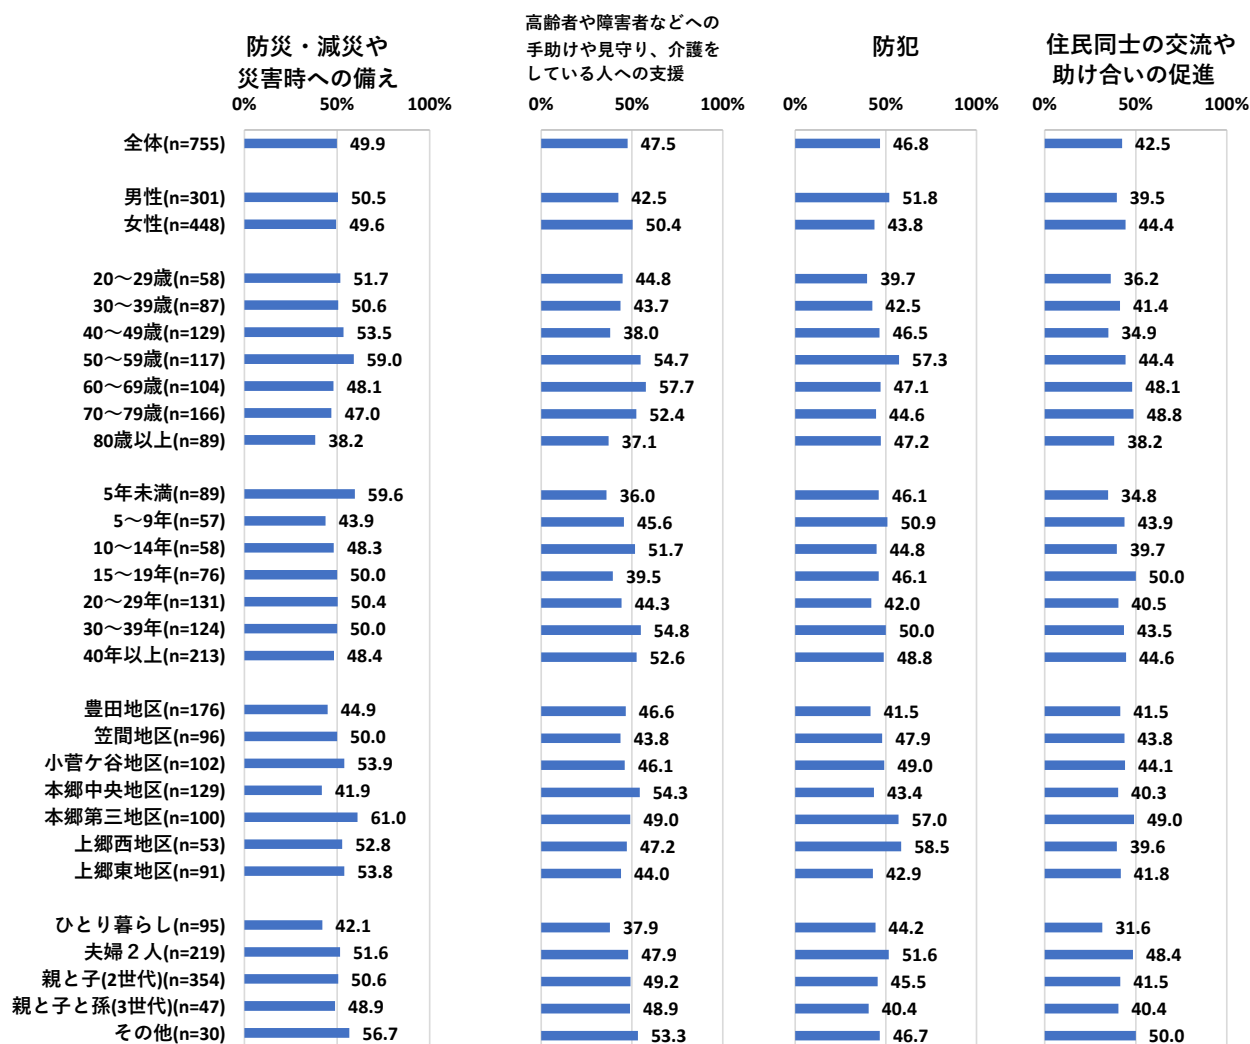 防災・減災や
災害時への備え
高齢者や障害者などへの
手助けや見守り、介護を
している人への支援
防犯
住民同士の交流や
助け合いの促進
0% 50% 100% 0% 50% 100% 0% 50% 100% 0% 50% 100%
全体(n=755) 49.9 47.5 46.8 42.5
男性(n=301) 50.5 42.5 51.8 39.5
女性(n=448) 49.6 50.4 43.8 44.4
20～29歳(n=58) 51.7 44.8 39.7 36.2
30～39歳(n=87) 50.6 43.7 42.5 41.4
40～49歳(n=129) 53.5 38.0 46.5 34.9
50～59歳(n=117) 59.0 54.7 57.3 44.4
60～69歳(n=104) 48.1 57.7 47.1 48.1
70～79歳(n=166) 47.0 52.4 44.6 48.8
80歳以上(n=89) 38.2 37.1 47.2 38.2
5年未満(n=89) 59.6 36.0 46.1 34.8
5～9年(n=57) 43.9 45.6 50.9 43.9
10～14年(n=58) 48.3 51.7 44.8 39.7
15～19年(n=76) 50.0 39.5 46.1 50.0
20～29年(n=131) 50.4 44.3 42.0 40.5
30～39年(n=124) 50.0 54.8 50.0 43.5
40年以上(n=213) 48.4 52.6 48.8 44.6
豊田地区(n=176) 44.9 46.6 41.5 41.5
笠間地区(n=96) 50.0 43.8 47.9 43.8
小菅ケ谷地区(n=102) 53.9 46.1 49.0 44.1
本郷中央地区(n=129) 41.9 54.3 43.4 40.3
本郷第三地区(n=100) 61.0 49.0 57.0 49.0
上郷西地区(n=53) 52.8 47.2 58.5 39.6
上郷東地区(n=91) 53.8 44.0 42.9 41.8
ひとり暮らし(n=95) 42.1 37.9 44.2 31.6
夫婦２人(n=219) 51.6 47.9 51.6 48.4
親と子(2世代)(n=354) 50.6 49.2 45.5 41.5
親と子と孫(3世代)(n=47) 48.9 48.9 40.4 40.4
その他(n=30) 56.7 53.3 46.7 50.0